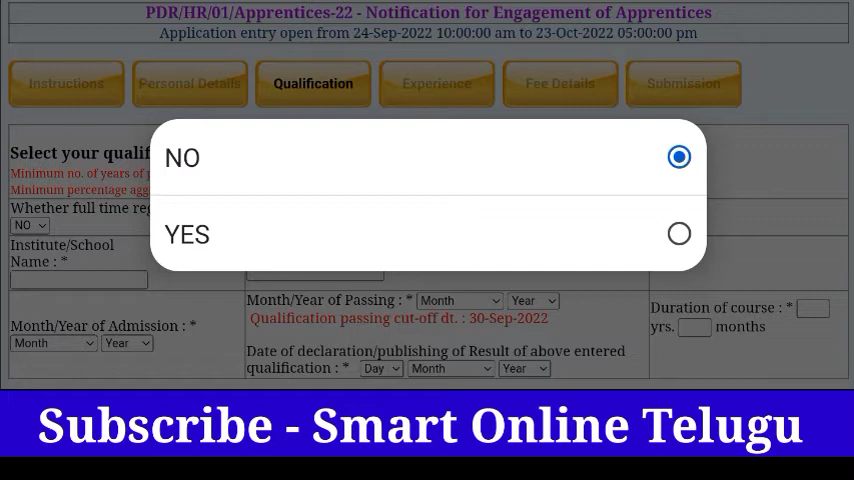 PDR/HR/01/Apprentices-22 - Notification for Engagement of Apprentices
Application entry open from 24-Sep-2022 10:00:00 am to 23-Oct-2022 05:00:00 pm
Instructions Personal Details Qualification Experience Fee Details Submission
Select your
Minimum no. of years of
Minimum percentage
Whether full time
NO
NO
YES
Institute/School
Name : *
Month/Year of Admission : *
Month Year
Month/Year of Passing : * Month Year
Qualification passing cut-off dt. : 30-Sep-2022
Date of declaration/publishing of Result of above entered
qualification : * Day Month Year
Duration of course : *
yrs. months
Subscribe - Smart Online Telugu